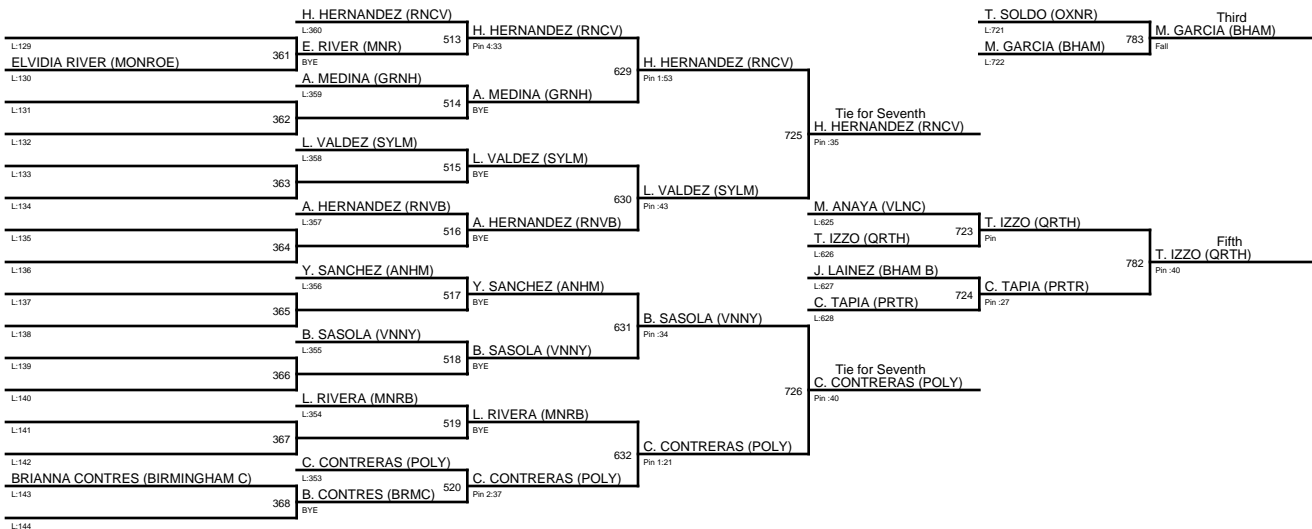 H. HERNANDEZ (RNCV)
L:360
513
H. HERNANDEZ (RNCV)
Pin 4:33
L:129
361
E. RIVER (MNR)
BYE
ELVIDIA RIVER (MONROE)
L:130
629
H. HERNANDEZ (RNCV)
Pin 1:53
A. MEDINA (GRNH)
L:359
514
A. MEDINA (GRNH)
BYE
L:131
362
L:132
725
Tie for Seventh
H. HERNANDEZ (RNCV)
Pin :35
L. VALDEZ (SYLM)
L:358
515
L. VALDEZ (SYLM)
BYE
L:133
363
L:134
630
L. VALDEZ (SYLM)
Pin :43
A. HERNANDEZ (RNVB)
L:357
516
A. HERNANDEZ (RNVB)
BYE
L:135
364
L:136
Y. SANCHEZ (ANHM)
L:356
517
Y. SANCHEZ (ANHM)
BYE
L:137
365
L:138
631
B. SASOLA (VNNY)
Pin :34
B. SASOLA (VNNY)
L:355
518
B. SASOLA (VNNY)
BYE
L:139
366
L:140
726
Tie for Seventh
C. CONTRERAS (POLY)
Pin :40
L. RIVERA (MNRB)
L:354
519
L. RIVERA (MNRB)
BYE
L:141
367
L:142
632
C. CONTRERAS (POLY)
Pin 1:21
C. CONTRERAS (POLY)
L:353
520
C. CONTRERAS (POLY)
Pin 2:37
BRIANNA CONTRES (BIRMINGHAM C)
L:143
368
B. CONTRES (BRMC)
BYE
L:144
T. SOLDO (OXNR)
L:721
783
Third
M. GARCIA (BHAM)
Fall
M. GARCIA (BHAM)
L:722
M. ANAYA (VLNC)
L:625
723
T. IZZO (QRTH)
Pin
T. IZZO (QRTH)
L:626
782
Fifth
T. IZZO (QRTH)
Pin :40
J. LAINEZ (BHAM B)
L:627
724
C. TAPIA (PRTR)
Pin :27
C. TAPIA (PRTR)
L:628